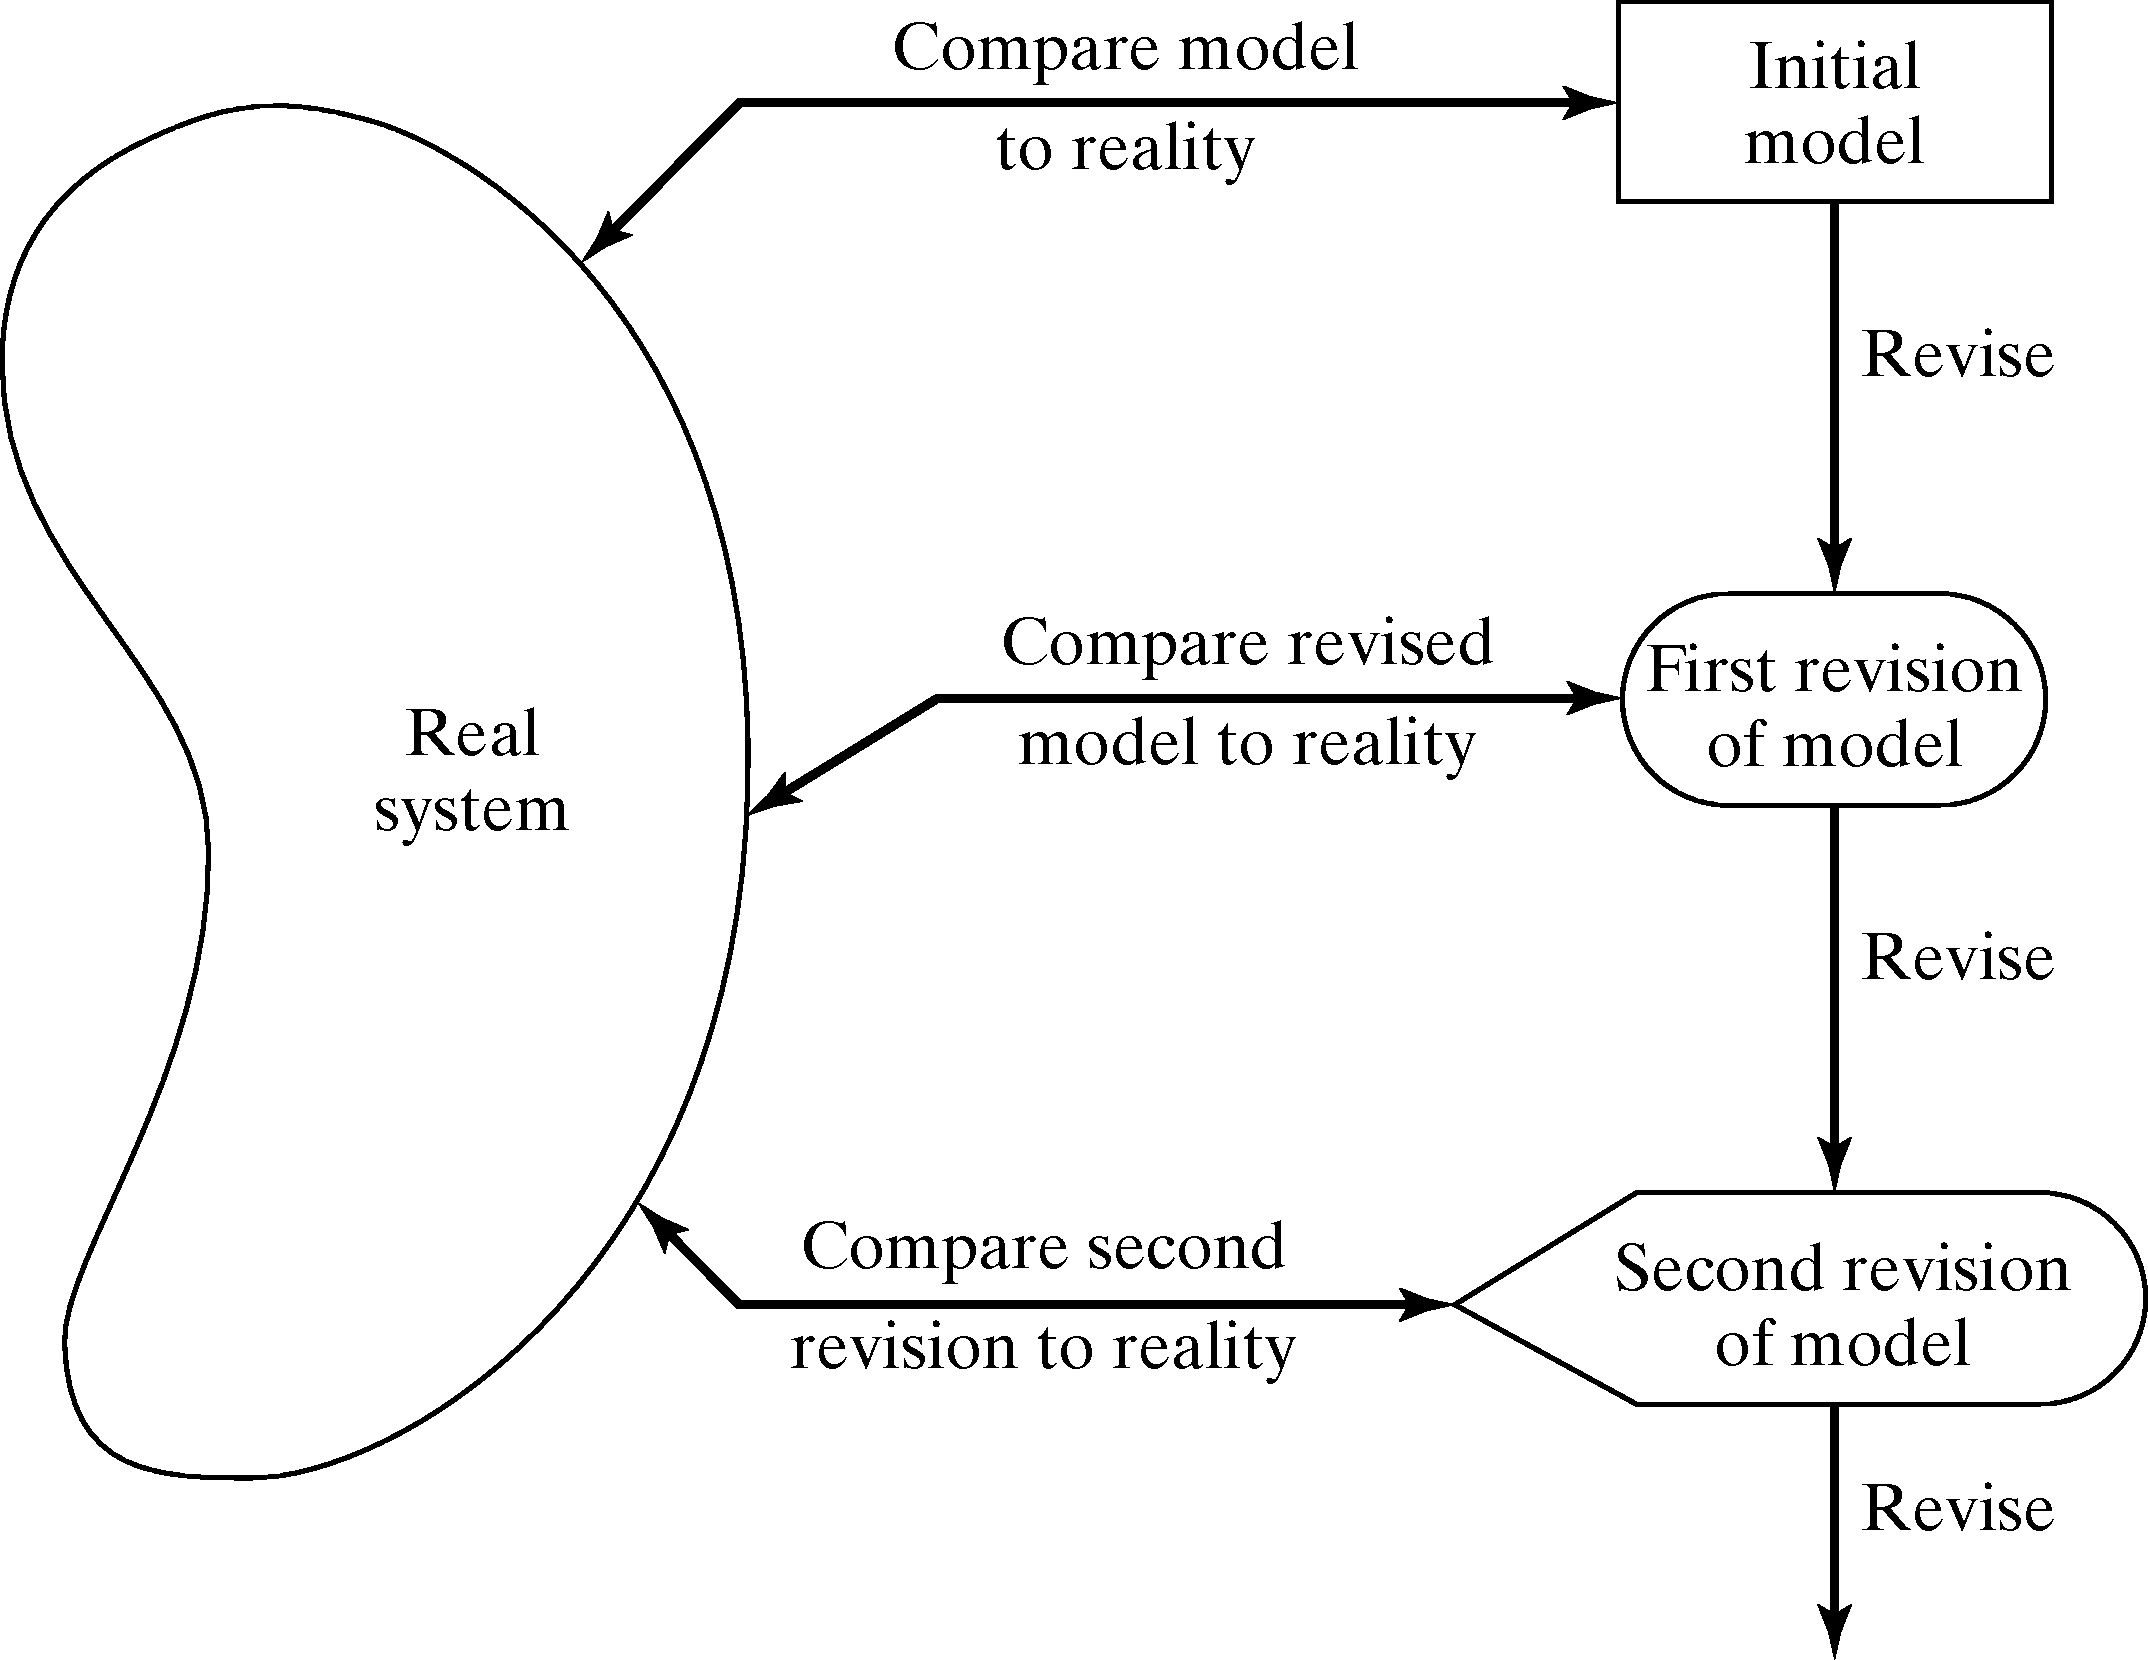 Compare model
to reality
Initial
model
Revise
Real
system
Compare revised
model to reality
First revision
of model
Revise
Compare second
revision to reality
Second revision
of model
Revise